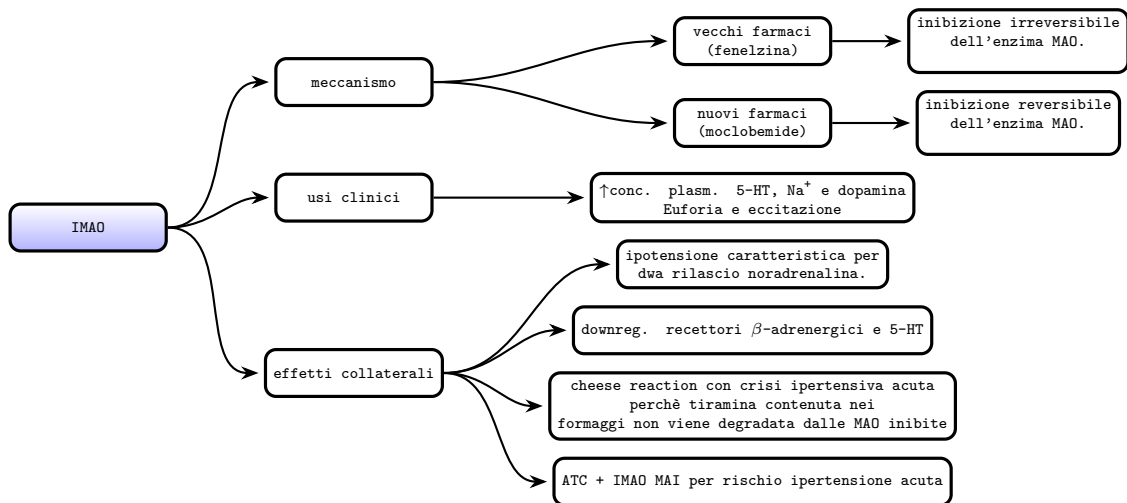 IMAO
meccanismo
vecchi farmaci
(fenelzina)
inibizione irreversibile
dell'enzima MAO.
nuovi farmaci
(moclobemide)
inibizione reversibile
dell'enzima MAO.
usi clinici
↑conc. plasm. 5-HT, Na⁺ e dopamina
Euforia e eccitazione
effetti collaterali
ipotensione caratteristica per
dwa rilascio noradrenalina.
downreg. recettori β-adrenergici e 5-HT
cheese reaction con crisi ipertensiva acuta
perchè tiramina contenuta nei
formaggi non viene degradata dalle MAO inibite
ATC + IMAO MAI per rischio ipertensione acuta